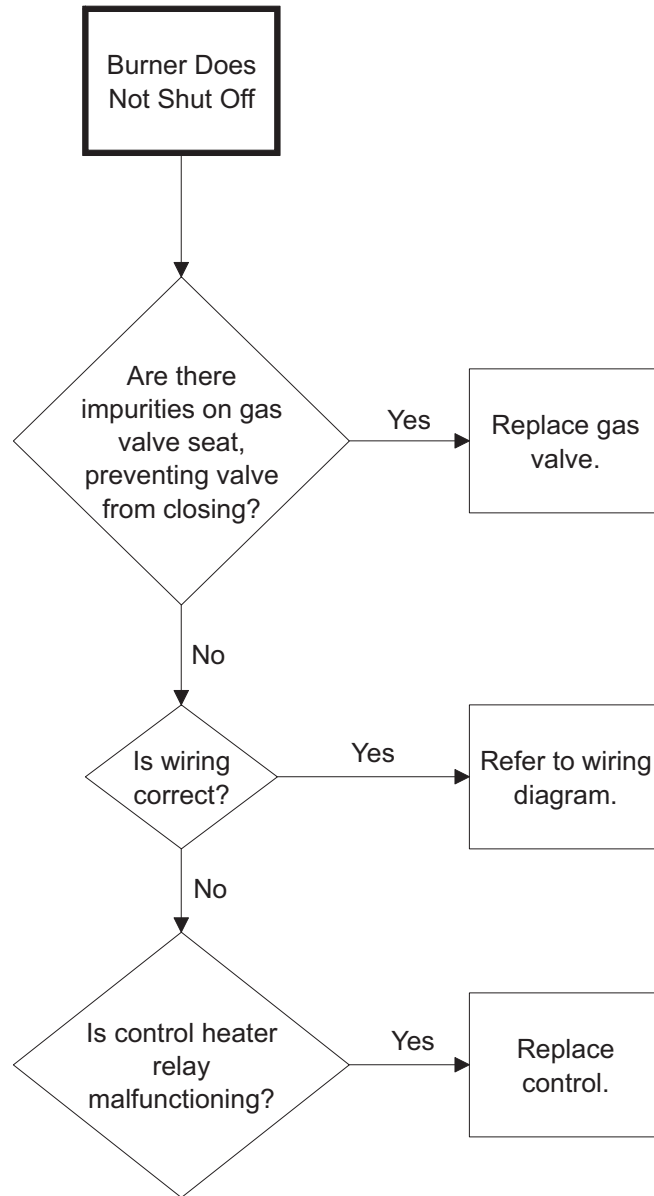 Burner Does
Not Shut Off
Are there
impurities on gas
valve seat,
preventing valve
from closing?
Yes
Replace gas
valve.
No
Is wiring
correct?
Yes
Refer to wiring
diagram.
No
Is control heater
relay
malfunctioning?
Yes
Replace
control.